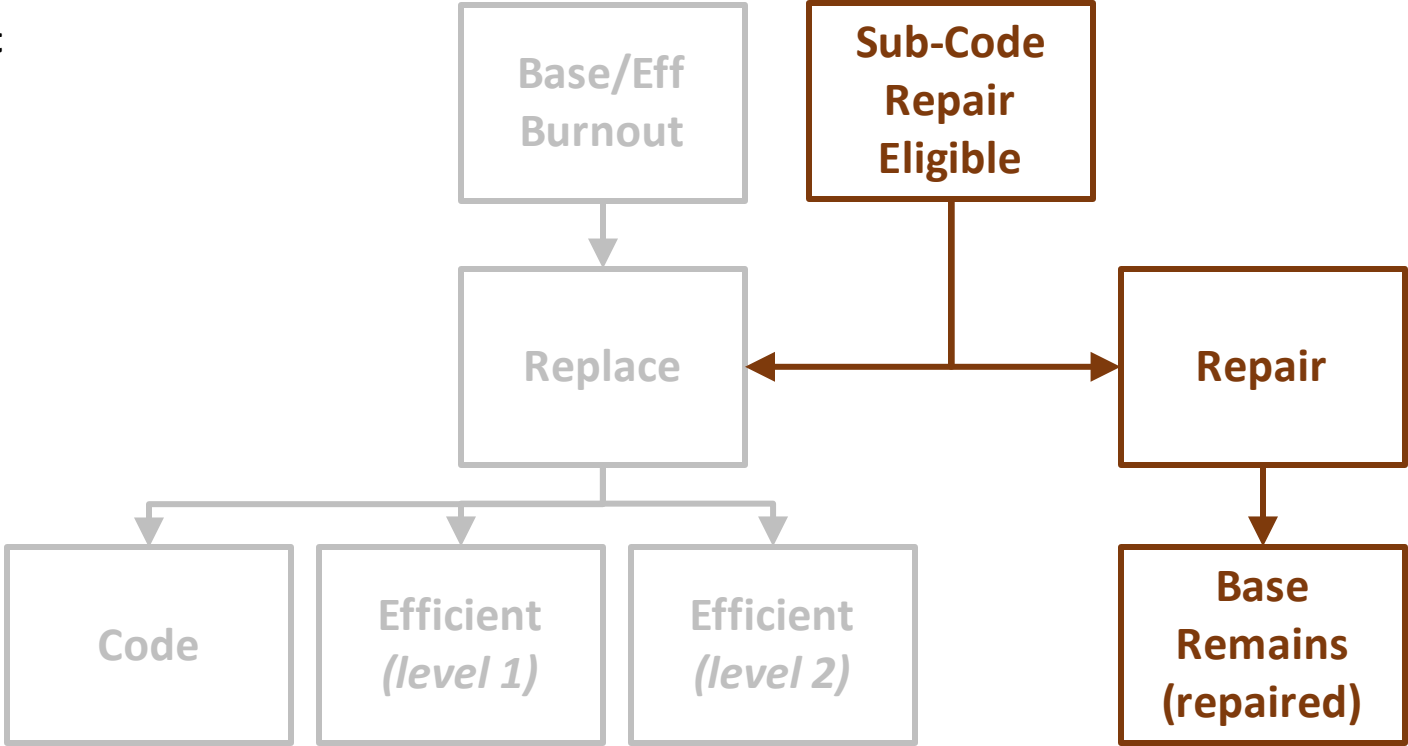 Base/Eff
Burnout
Sub-Code
Repair
Eligible
Replace
Repair
Code
Efficient
(level 1)
Efficient
(level 2)
Base
Remains
(repaired)